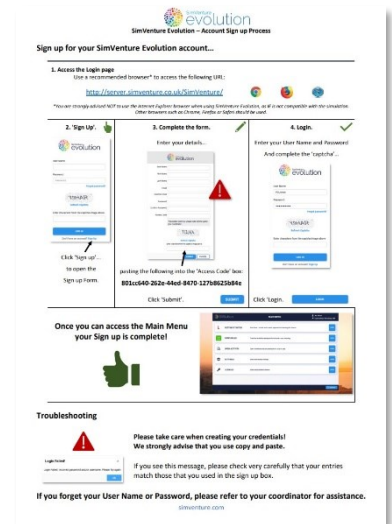 SimVenture
evolution
SimVenture Evolution – Account Sign up Process
Sign up for your SimVenture Evolution account...
1. Access the Login page
Use a recommended browser* to access the following URL:
http://server.simventure.co.uk/SimVenture/
*You are strongly advised NOT to use the Internet Explorer browser when using SimVenture Evolution, as it is not compatible with the simulation.
Other browsers such as Chrome, Firefox or Safari should be used.
2. 'Sign Up'.
evolution
Click 'Sign up'...
to open the
Sign up Form.
3. Complete the form.
Enter your details...
pasting the following into the 'Access Code' box:
801cc640-262e-44ed-8470-127b8625b84e
Click 'Submit'.
SUBMIT
4. Login.
Enter your User Name and Password
And complete the 'captcha'...
evolution
Click 'Login.
Once you can access the Main Menu
your Sign up is complete!
Troubleshooting
Please take care when creating your credentials!
We strongly advise that you use copy and paste.
Login Failed
If you see this message, please check very carefully that your entries
match those that you used in the sign up box.
If you forget your User Name or Password, please refer to your coordinator for assistance.
simventure.com